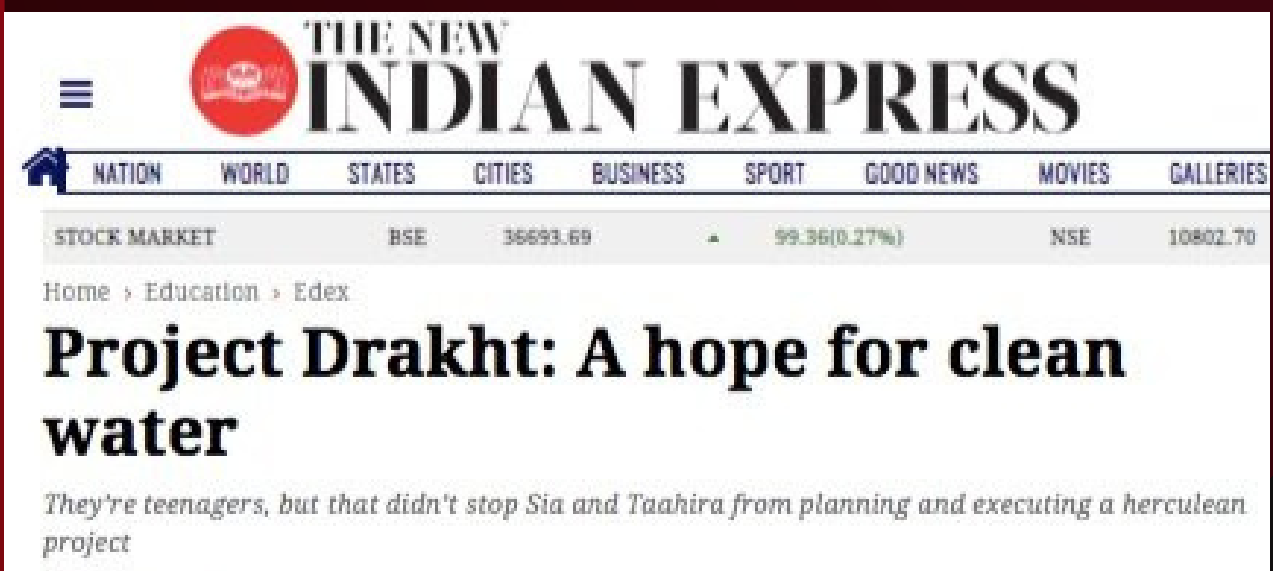 THE NEW
INDIAN EXPRESS
NATION WORLD STATES CITIES BUSINESS SPORT GOOD NEWS MOVIES GALLERIES
STOCK MARKET BSE 36693.69 ▲ 99.36(0.27%) NSE 10802.70
Home › Education › Edex
Project Drakht: A hope for clean
water
They're teenagers, but that didn't stop Sia and Taahira from planning and executing a herculean
project